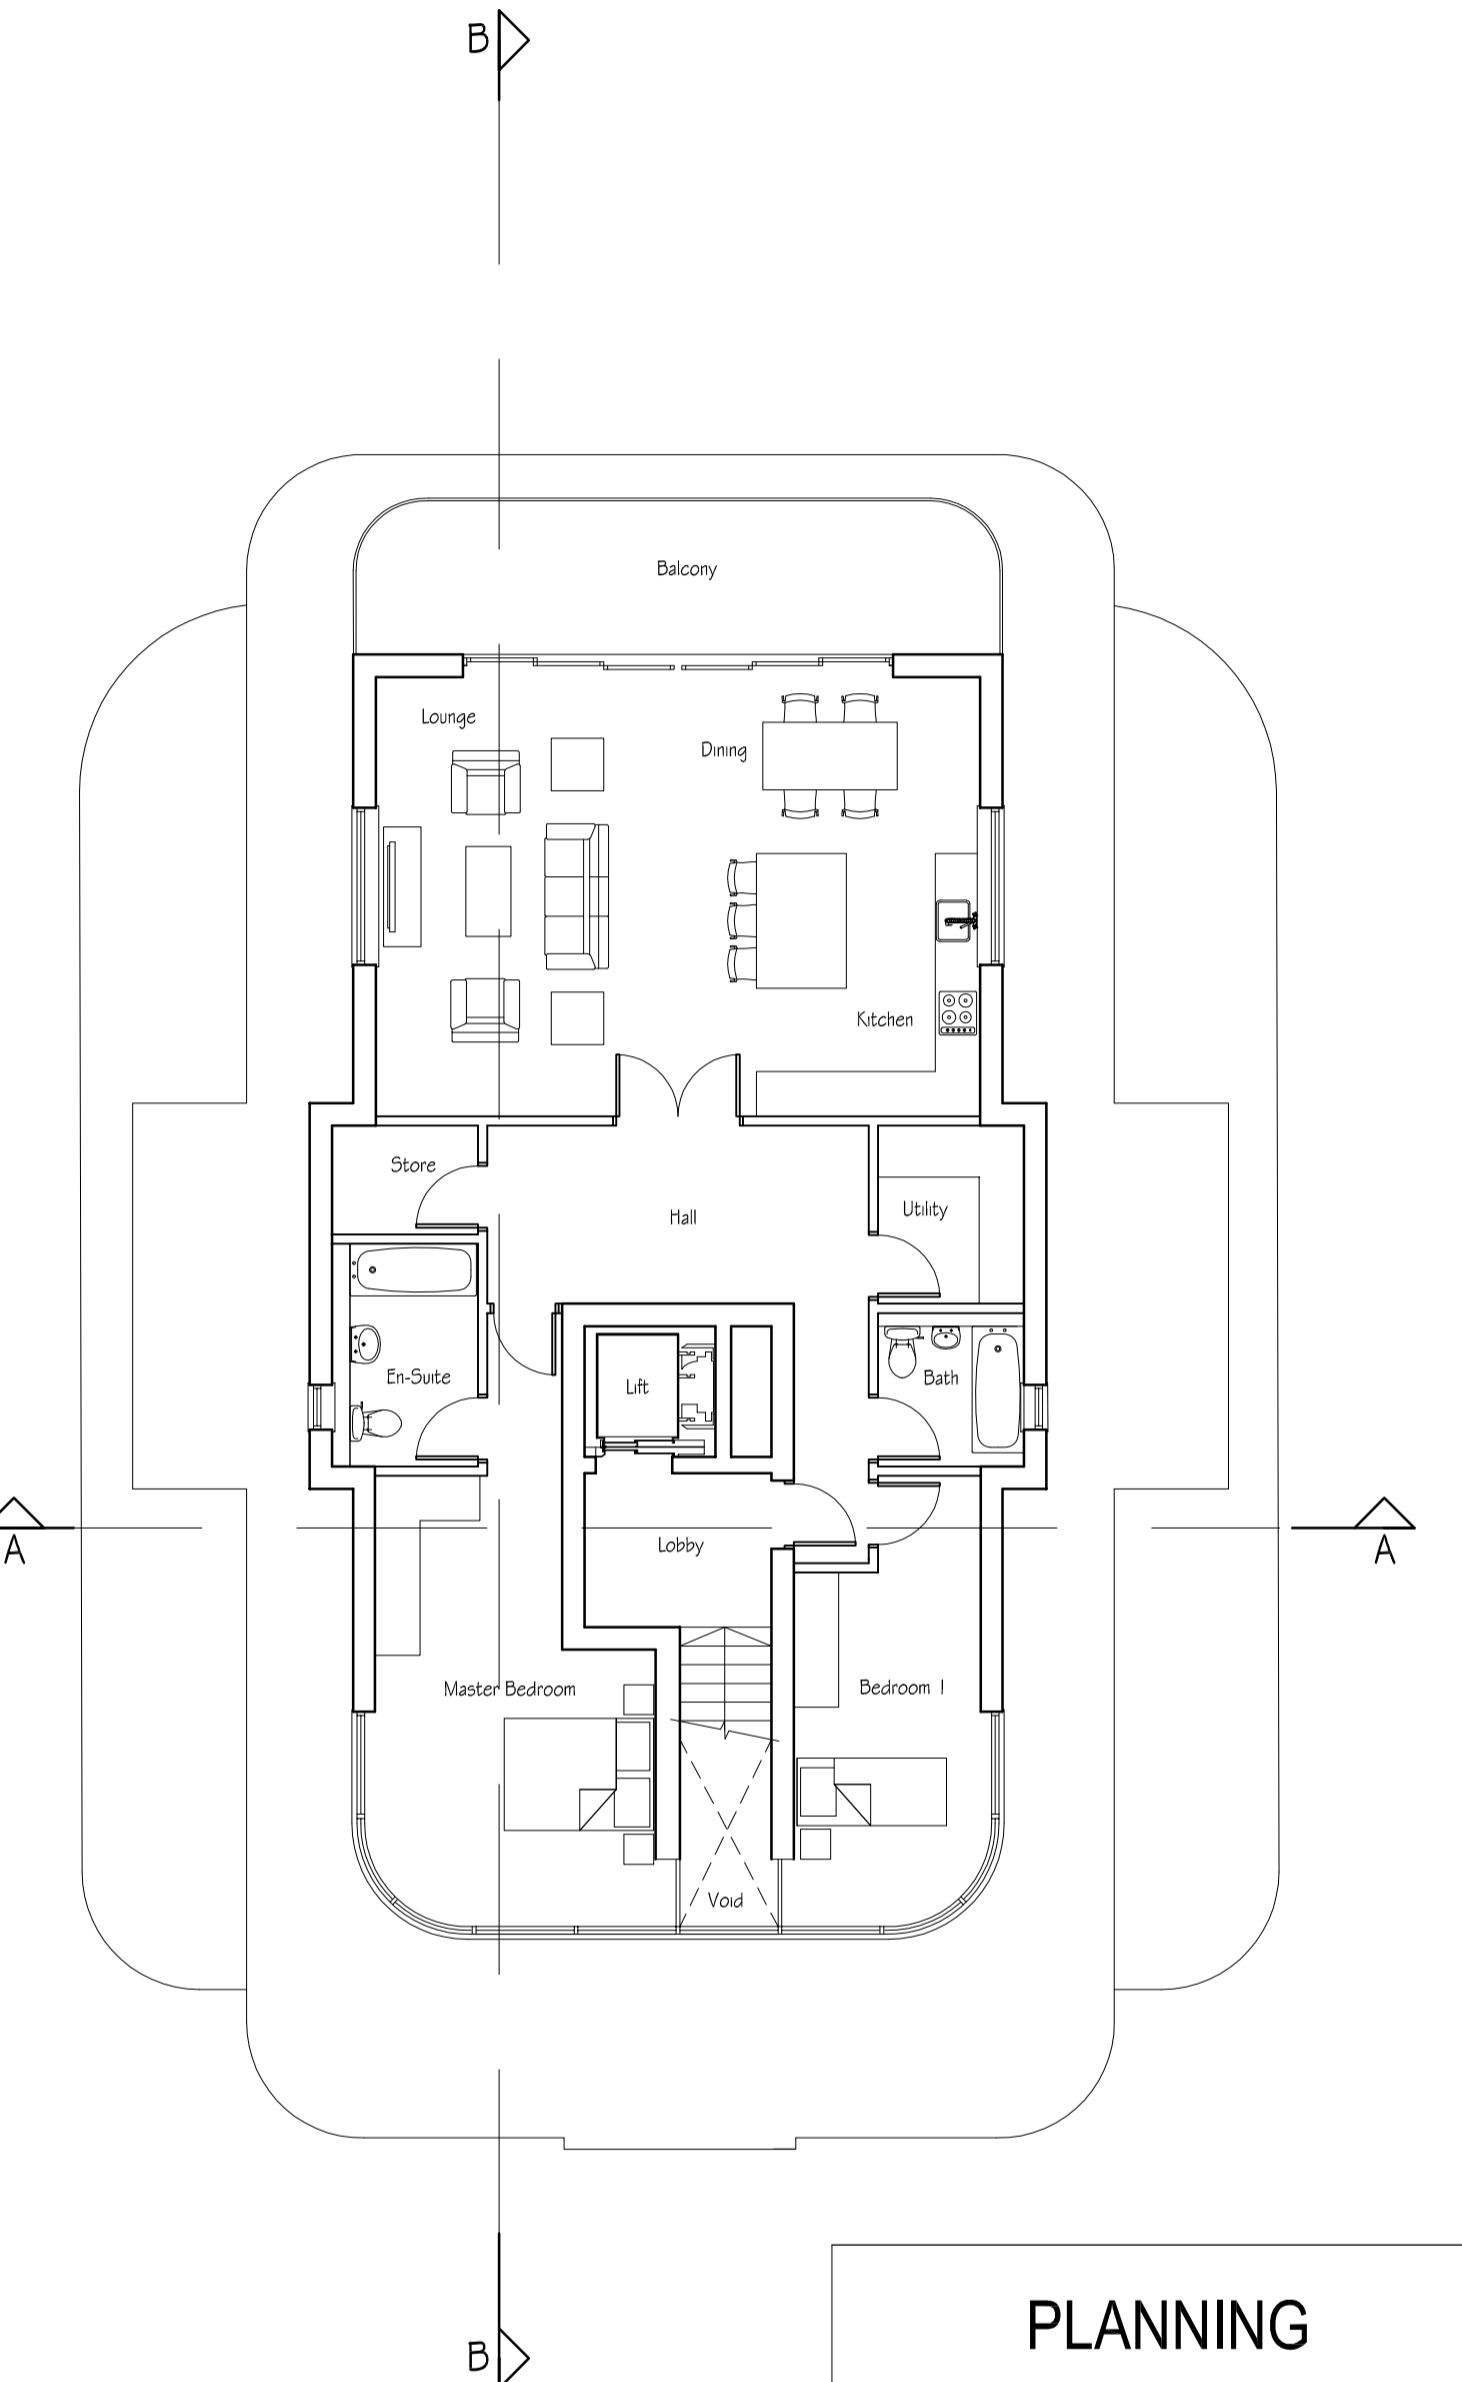 B
Balcony
Lounge
Dining
Kitchen
Store
Utility
Hall
En-Suite
Lift
Bath
A
Lobby
A
Master Bedroom
Bedroom 1
Void
PLANNING
B